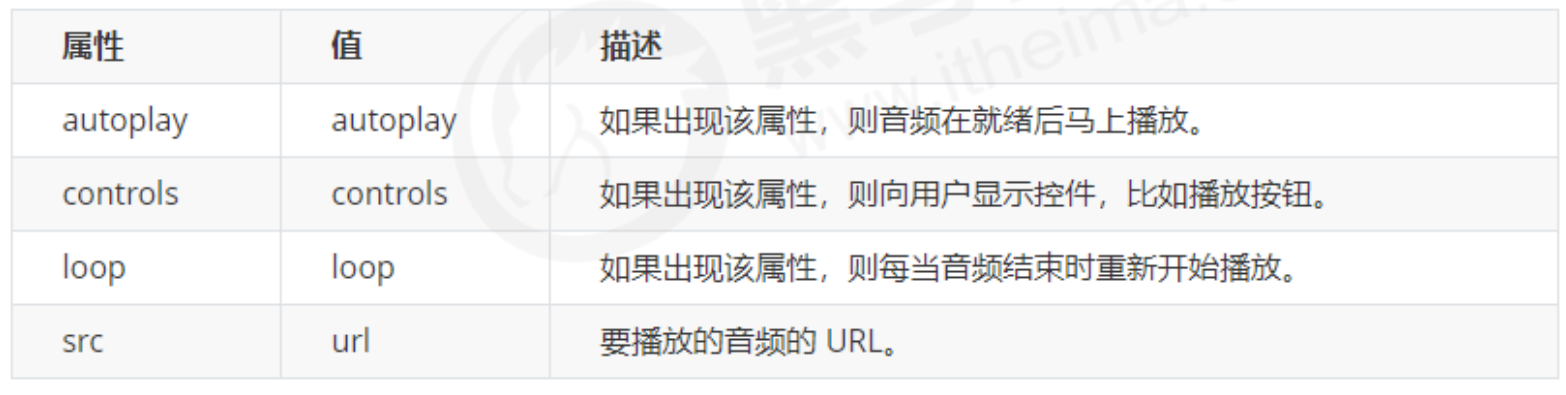 黑马
www.itheima.c
属性 值 描述
autoplay autoplay 如果出现该属性，则音频在就绪后马上播放。
controls controls 如果出现该属性，则向用户显示控件，比如播放按钮。
loop loop 如果出现该属性，则每当音频结束时重新开始播放。
src url 要播放的音频的 URL。